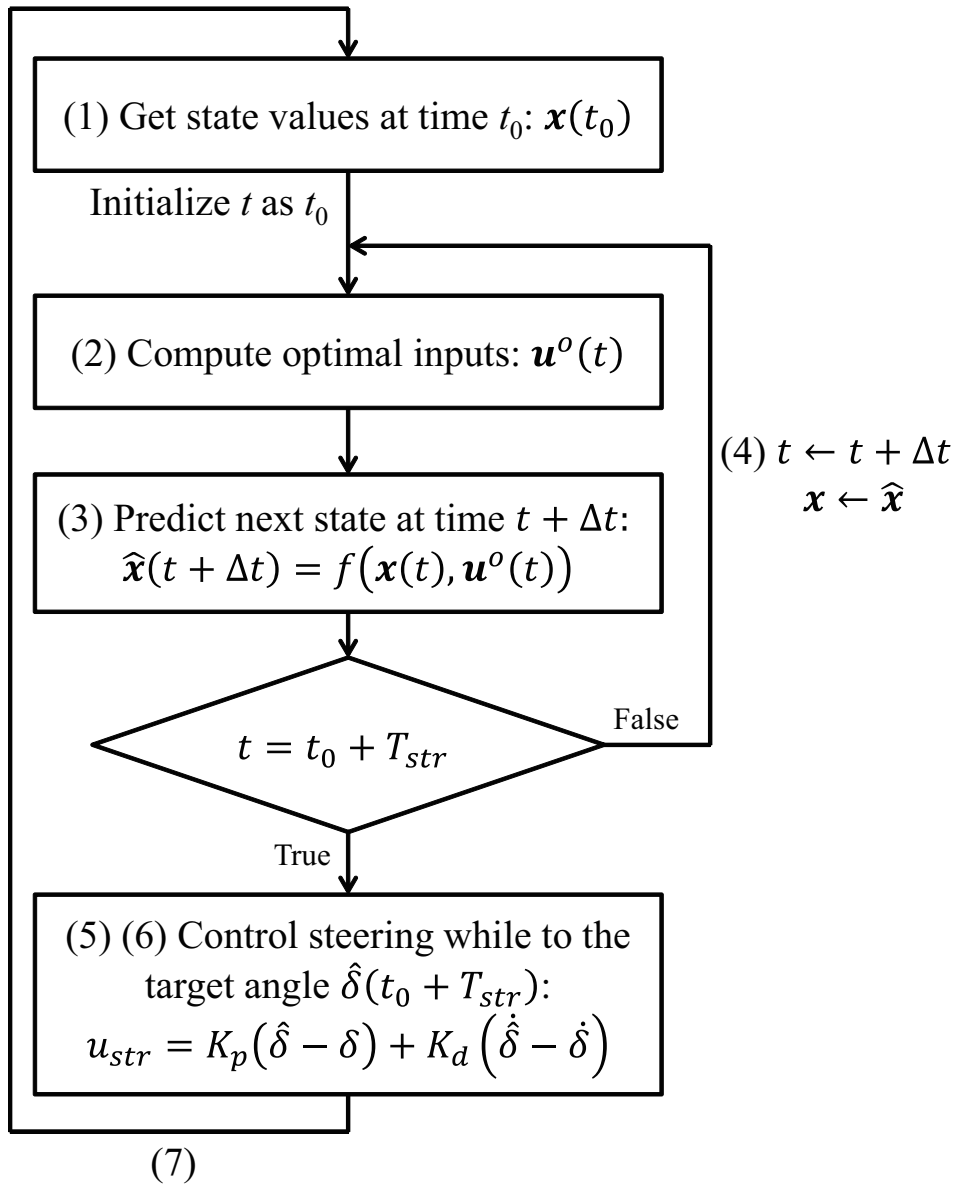 (1) Get state values at time t₀: 𝒙(t₀)
Initialize t as t₀
(2) Compute optimal inputs: 𝒖ᵒ(t)
(3) Predict next state at time t + Δt:
𝒙̂(t + Δt) = f(𝒙(t), 𝒖ᵒ(t))
(4) t ← t + Δt
𝒙 ← 𝒙̂
t = t₀ + T_str
False
True
(5) (6) Control steering while to the
target angle δ̂(t₀ + T_str):
u_str = K_p(δ̂ − δ) + K_d(δ̂̇ − δ̇)
(7)